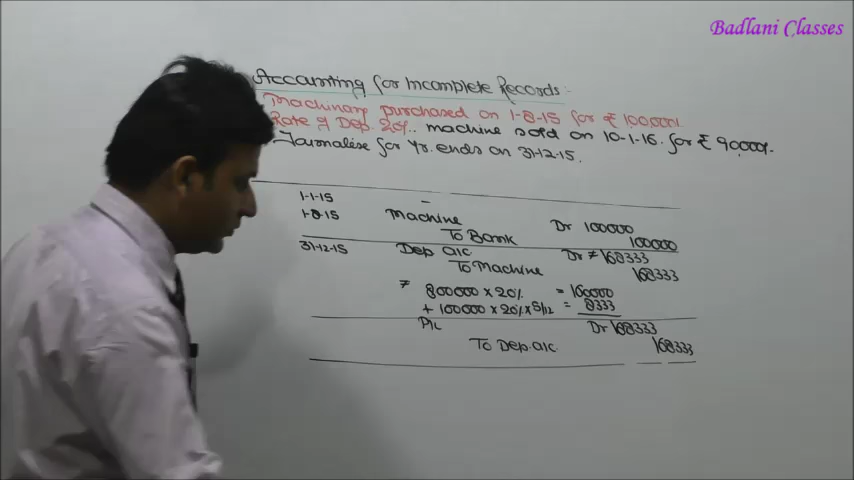 Badlani Classes
Accounting for Incomplete Records:-
Machinery purchased on 1-8-15 for ₹ 100,000/.
Rate of Dep. 20%. machine sold on 10-1-16. for ₹ 90000/-
Journalise for Yr. ends on 31-12-15.
1-1-15 -
1-8-15 Machine Dr 100000
To Bank 100000
31-12-15 Dep a/c Dr ≠ 168333
To Machine 168333
≠ 800000 x 20% = 160000
+ 100000 x 20% x 5/12 = 8333
P/L Dr 168333
To Dep. a/c 168333